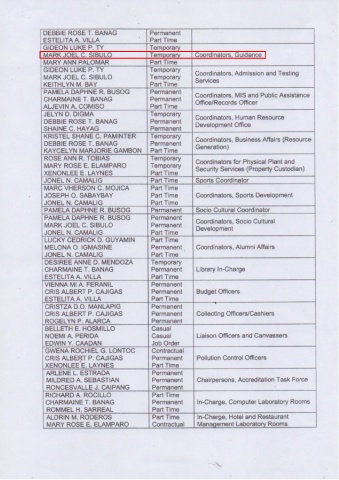 DEBBIE ROSE T. BANAG Permanent
ESTELITA A. VILLA Part Time
GIDEON LUKE P. TY Temporary
MARK JOEL C. SIBULO Temporary Coordinators, Guidance
MARY ANN PALOMAR Part Time
GIDEON LUKE P. TY Temporary
MARK JOEL C. SIBULO Temporary Coordinators, Admission and Testing Services
KEITHLYN M. BAY Part Time
PAMELA DAPHNE R. BUSOG Permanent
CHARMAINE T. BANAG Permanent Coordinators, MIS and Public Assistance Office/Records Officer
ALJEVIN A. COMISO Part Time
JELYN D. DIGMA Temporary
DEBBIE ROSE T. BANAG Permanent Coordinators, Human Resource Development Office
SHAINE C. HAYAG Permanent
KRISTEL SHANE C. PAMINTER Temporary
DEBBIE ROSE T. BANAG Permanent Coordinators, Business Affairs (Resource Generation)
KAYCELYN MARJORIE GAMBON Part Time
ROSE ANN R. TOBIAS Temporary
MARY ROSE E. ELAMPARO Temporary Coordinators for Physical Plant and Security Services (Property Custodian)
XENONLEE E. LAYNES Part Time
JONEL N. CAMILIG Part Time Sports Coordinator
MARC VHERSON C. MOJICA Part Time
JOSEPH O. SABAYBAY Part Time Coordinators, Sports Development
JONEL N. CAMILIG Part Time
PAMELA DAPHNE R. BUSOG Permanent Socio Cultural Coordinator
PAMELA DAPHNE R. BUSOG Permanent
MARK JOEL C. SIBULO Permanent Coordinators, Socio Cultural Development
JONEL N. CAMILIG Part Time
LUCKY CEDRICK D. GUYAMIN Part Time
MELONA O. IGMASINE Permanent Coordinators, Alumni Affairs
JONEL N. CAMILIG Part Time
DESIREE ANNE D. MENDOZA Temporary
CHARMAINE T. BANAG Permanent Library In-Charge
ESTELITA A. VILLA Part Time
VIENNA MI A. FERANIL Permanent
CRIS ALBERT P. CAJIGAS Permanent Budget Officers
ESTELITA A. VILLA Part Time
CRISTZA D.D. MANLAPIG Permanent
CRIS ALBERT P. CAJIGAS Permanent Collecting Officers/Cashiers
ROGELYN P. ALARCA Permanent
BELLETH E. HOSMILLO Casual
NOEMI A. PERIDA Casual Liaison Officers and Canvassers
EDWIN Y. CAADAN Job Order
GWENA ROCHIEL G. LONTOC Contractual
CRIS ALBERT P. CAJIGAS Permanent Pollution Control Officers
XENONLEE E. LAYNES Part Time
ARLENE L. ESTRADA Permanent
MILDRED A. SEBASTIAN Permanent Chairpersons, Accreditation Task Force
RONCESVALLE J. CAIPANG Permanent
RICHARD A. ROCILLO Part Time
CHARMAINE T. BANAG Permanent In-Charge, Computer Laboratory Rooms
ROMMEL H. SARREAL Part Time
ALDRIN M. RODEROS Part Time In-Charge, Hotel and Restaurant
MARY ROSE E. ELAMPARO Contractual Management Laboratory Rooms